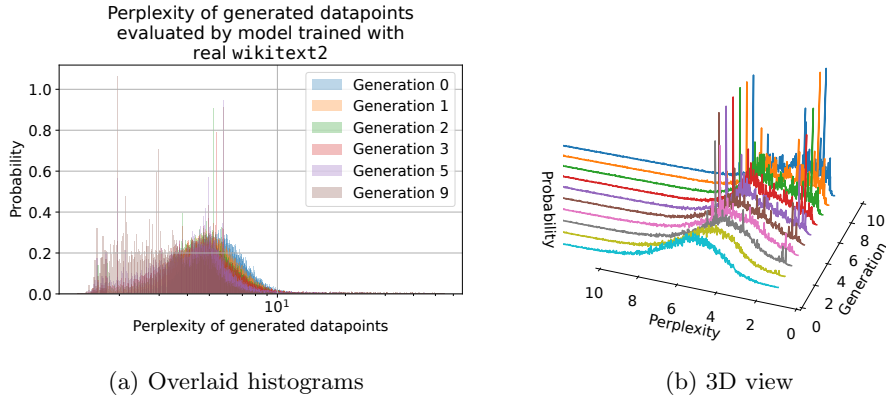 Perplexity of generated datapoints
evaluated by model trained with
real wikitext2
Probability
1.0
0.8
0.6
0.4
0.2
0.0
Generation 0
Generation 1
Generation 2
Generation 3
Generation 5
Generation 9
10¹
Perplexity of generated datapoints
(a) Overlaid histograms
Probability
10
8
6
4
2
0
Perplexity
0
2
4
6
8
10
Generation
(b) 3D view